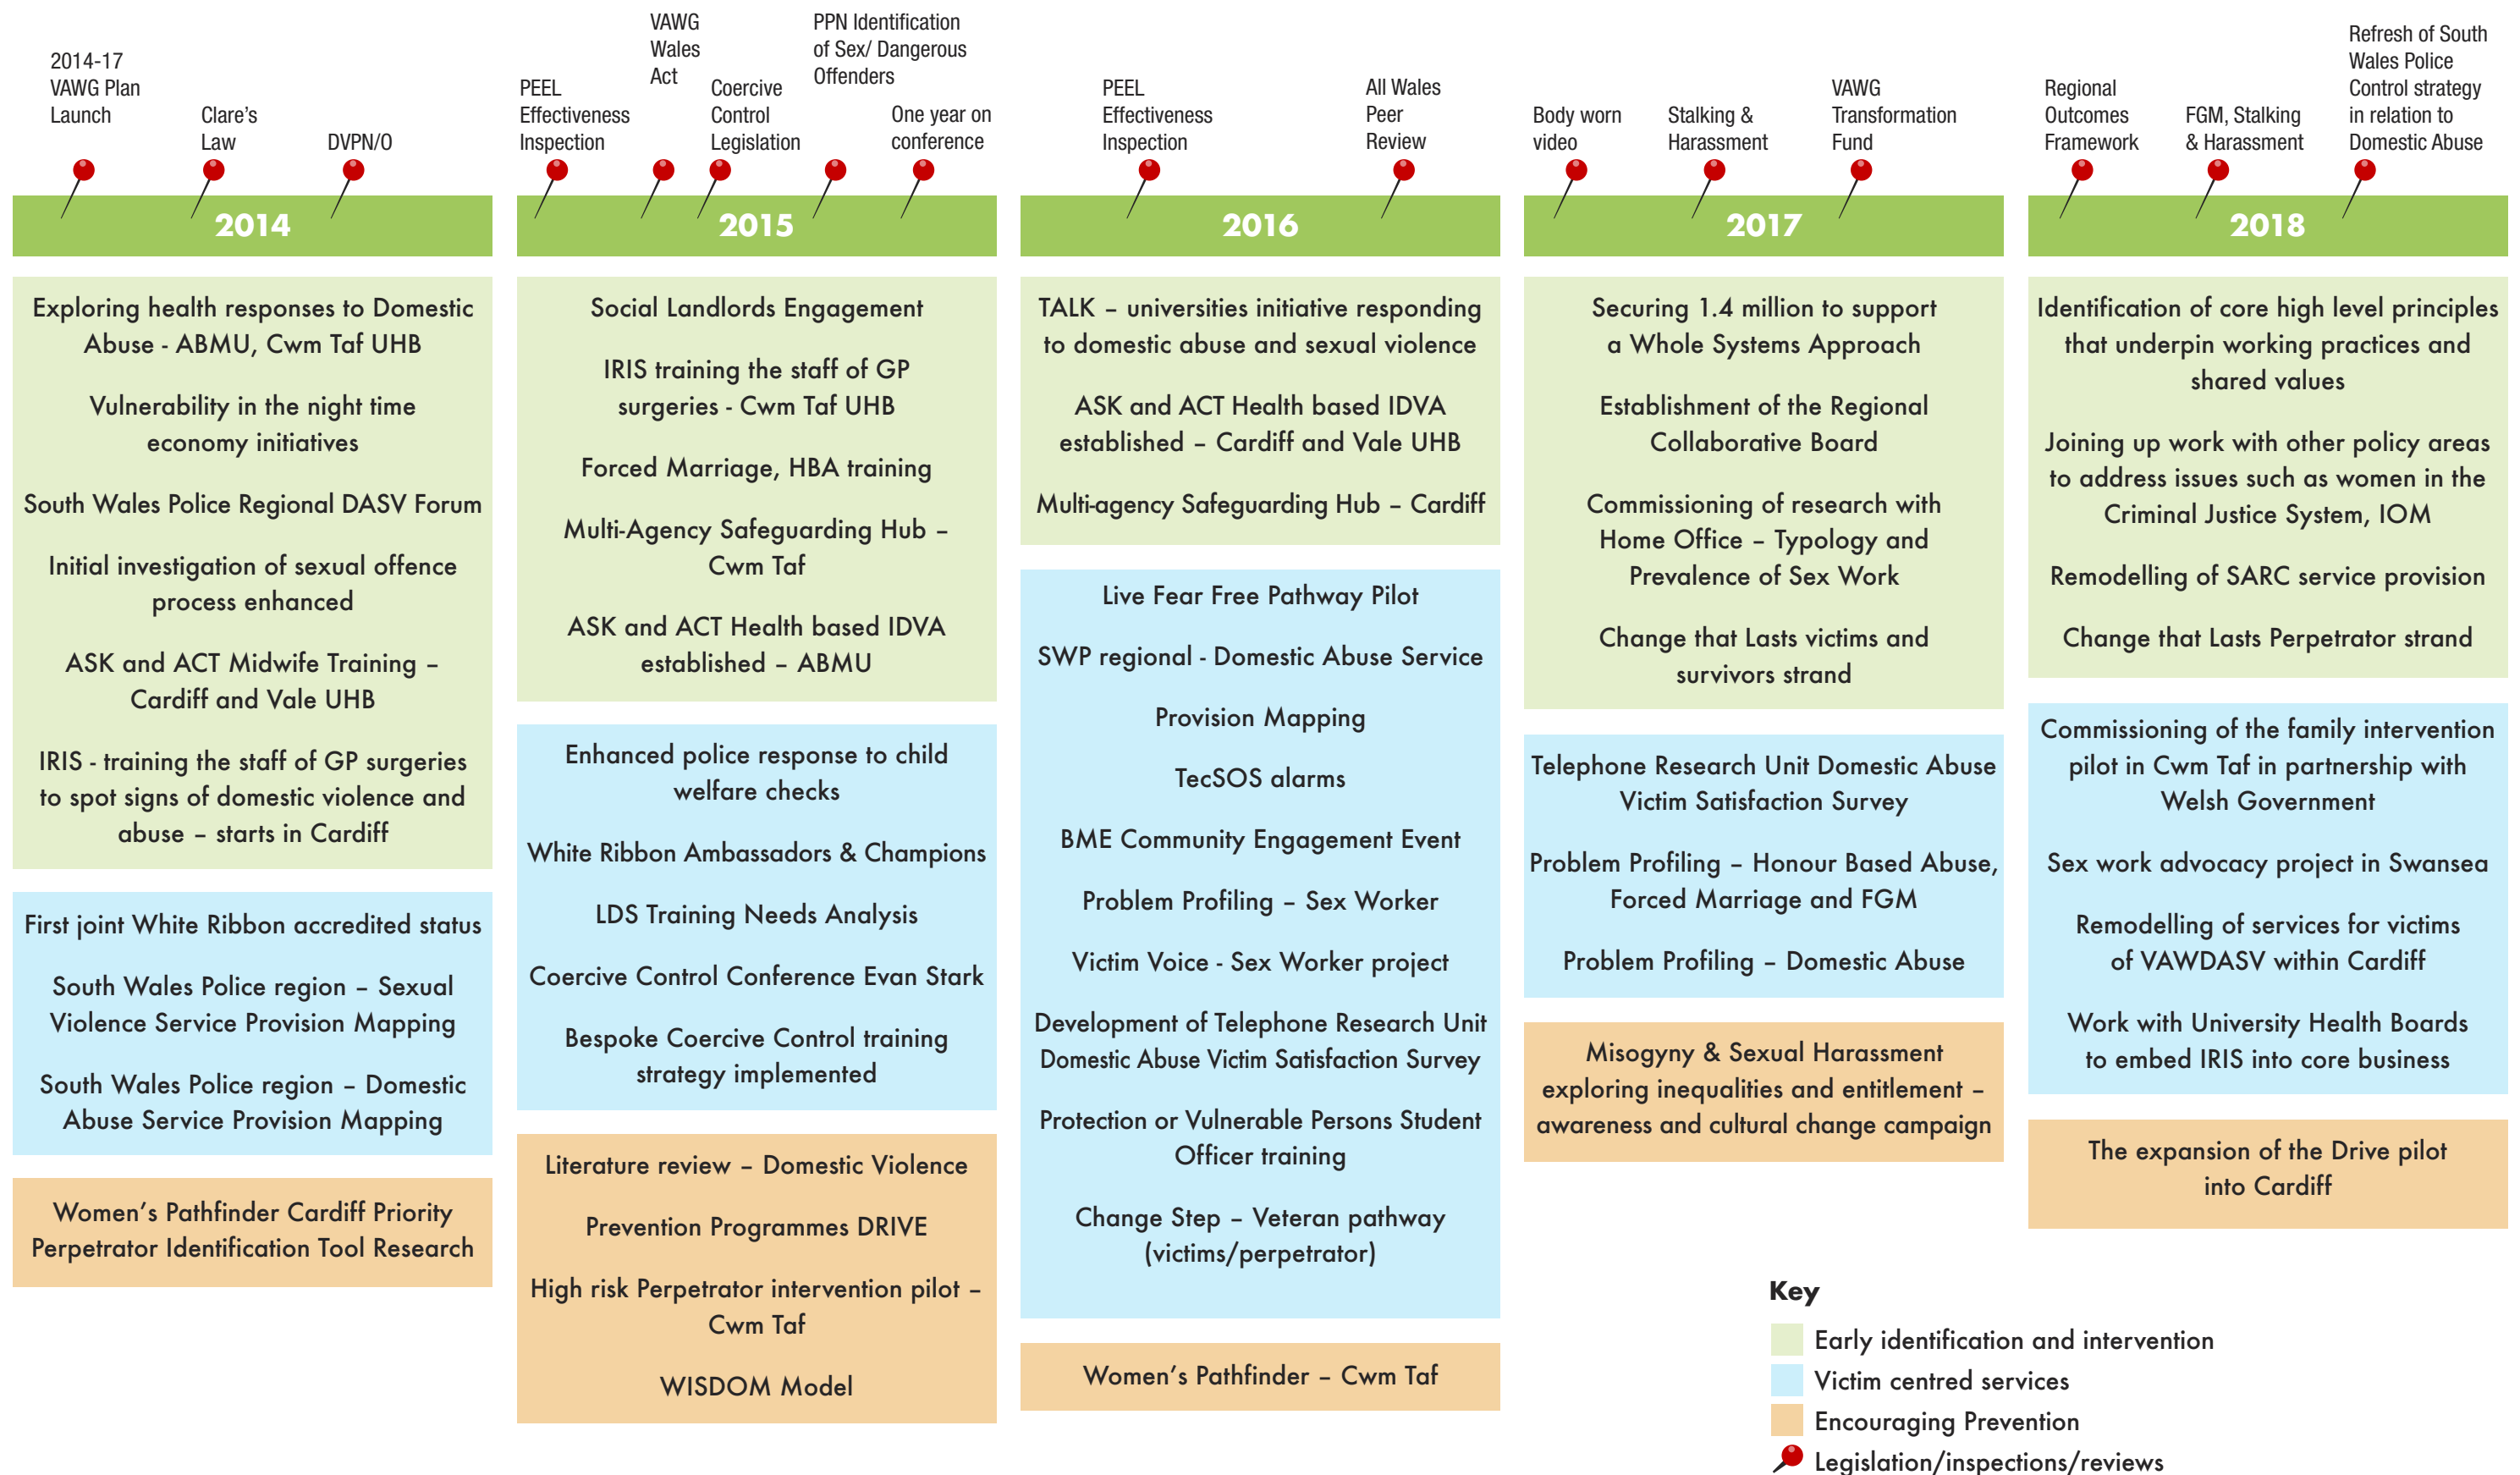 2014-17
VAWG Plan
Launch
Clare's
Law
DVPN/O
PEEL
Effectiveness
Inspection
VAWG
Wales
Act
Coercive
Control
Legislation
PPN Identification
of Sex/ Dangerous
Offenders
One year on
conference
PEEL
Effectiveness
Inspection
All Wales
Peer
Review
Body worn
video
Stalking &
Harassment
VAWG
Transformation
Fund
Regional
Outcomes
Framework
FGM, Stalking
& Harassment
Refresh of South
Wales Police
Control strategy
in relation to
Domestic Abuse
2014
Exploring health responses to Domestic
Abuse - ABMU, Cwm Taf UHB
Vulnerability in the night time
economy initiatives
South Wales Police Regional DASV Forum
Initial investigation of sexual offence
process enhanced
ASK and ACT Midwife Training –
Cardiff and Vale UHB
IRIS - training the staff of GP surgeries
to spot signs of domestic violence and
abuse – starts in Cardiff
First joint White Ribbon accredited status
South Wales Police region – Sexual
Violence Service Provision Mapping
South Wales Police region – Domestic
Abuse Service Provision Mapping
Women's Pathfinder Cardiff Priority
Perpetrator Identification Tool Research
2015
Social Landlords Engagement
IRIS training the staff of GP
surgeries - Cwm Taf UHB
Forced Marriage, HBA training
Multi-Agency Safeguarding Hub –
Cwm Taf
ASK and ACT Health based IDVA
established – ABMU
Enhanced police response to child
welfare checks
White Ribbon Ambassadors & Champions
LDS Training Needs Analysis
Coercive Control Conference Evan Stark
Bespoke Coercive Control training
strategy implemented
Literature review – Domestic Violence
Prevention Programmes DRIVE
High risk Perpetrator intervention pilot –
Cwm Taf
WISDOM Model
2016
TALK – universities initiative responding
to domestic abuse and sexual violence
ASK and ACT Health based IDVA
established – Cardiff and Vale UHB
Multi-agency Safeguarding Hub – Cardiff
Live Fear Free Pathway Pilot
SWP regional - Domestic Abuse Service
Provision Mapping
TecSOS alarms
BME Community Engagement Event
Problem Profiling – Sex Worker
Victim Voice - Sex Worker project
Development of Telephone Research Unit
Domestic Abuse Victim Satisfaction Survey
Protection or Vulnerable Persons Student
Officer training
Change Step – Veteran pathway
(victims/perpetrator)
Women's Pathfinder – Cwm Taf
2017
Securing 1.4 million to support
a Whole Systems Approach
Establishment of the Regional
Collaborative Board
Commissioning of research with
Home Office – Typology and
Prevalence of Sex Work
Change that Lasts victims and
survivors strand
Telephone Research Unit Domestic Abuse
Victim Satisfaction Survey
Problem Profiling – Honour Based Abuse,
Forced Marriage and FGM
Problem Profiling – Domestic Abuse
Misogyny & Sexual Harassment
exploring inequalities and entitlement –
awareness and cultural change campaign
2018
Identification of core high level principles
that underpin working practices and
shared values
Joining up work with other policy areas
to address issues such as women in the
Criminal Justice System, IOM
Remodelling of SARC service provision
Change that Lasts Perpetrator strand
Commissioning of the family intervention
pilot in Cwm Taf in partnership with
Welsh Government
Sex work advocacy project in Swansea
Remodelling of services for victims
of VAWDASV within Cardiff
Work with University Health Boards
to embed IRIS into core business
The expansion of the Drive pilot
into Cardiff
Key
Early identification and intervention
Victim centred services
Encouraging Prevention
Legislation/inspections/reviews